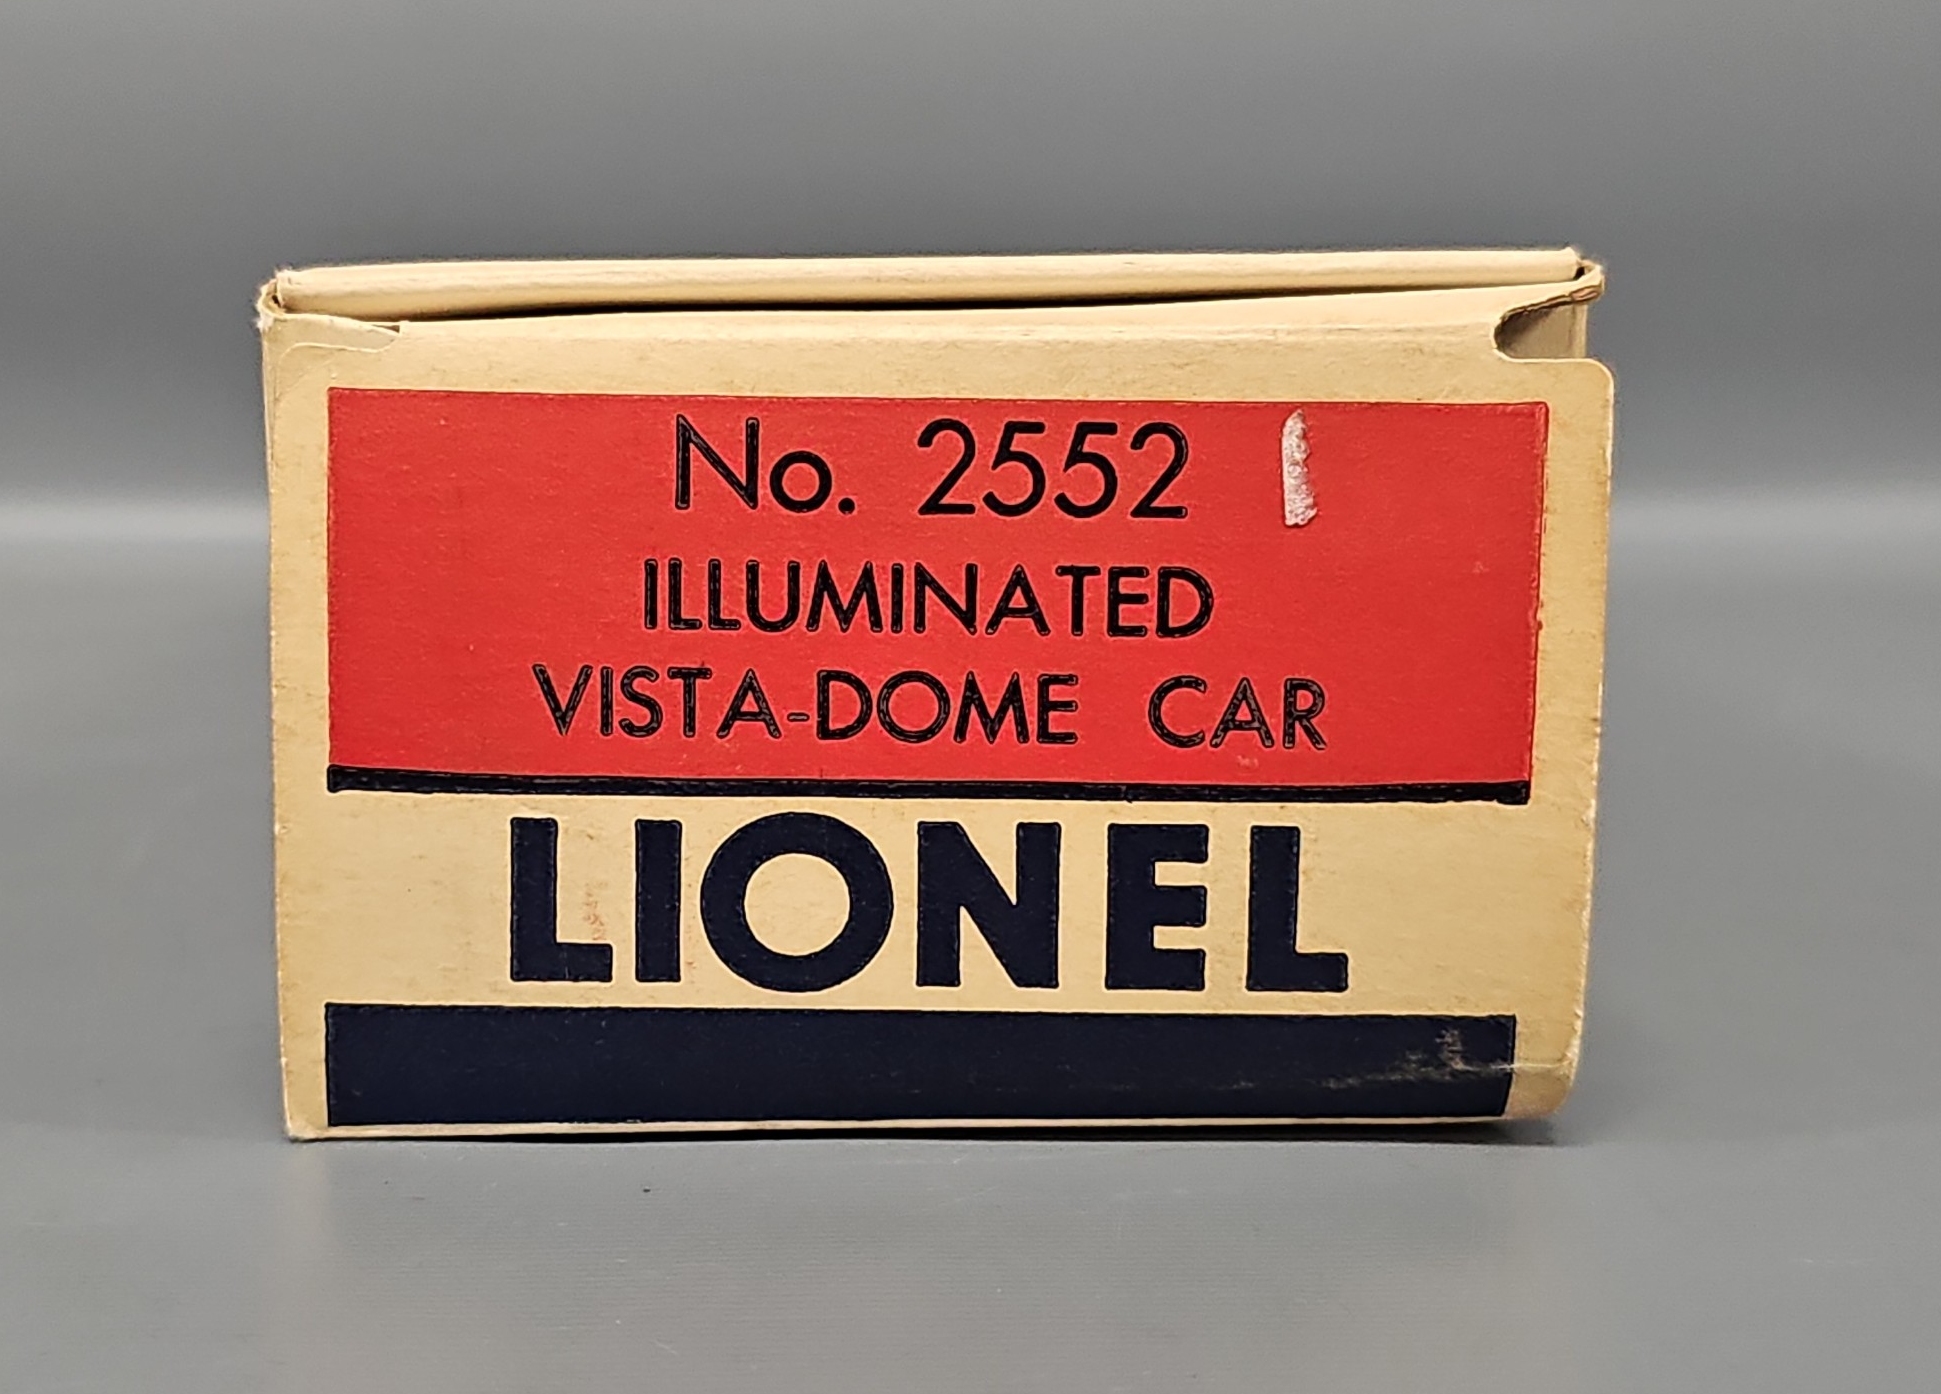 No. 2552
ILLUMINATED
VISTA-DOME CAR
LIONEL